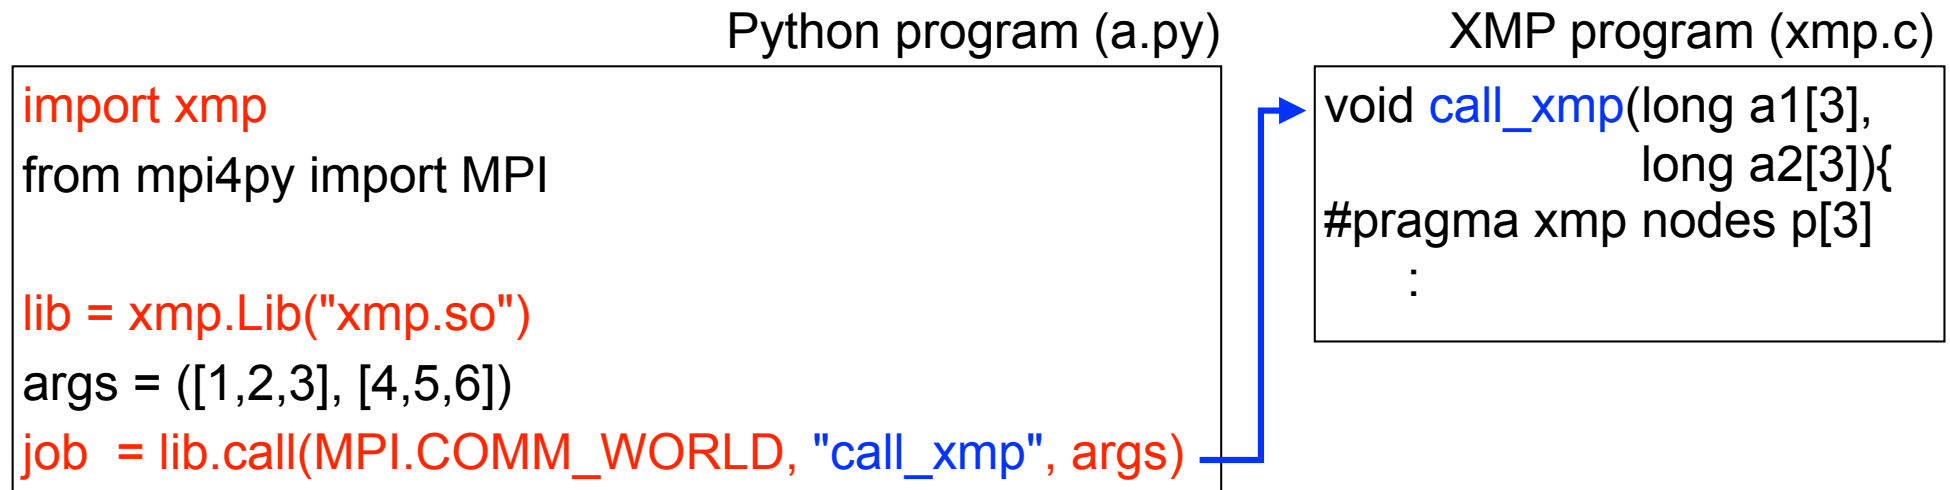 Python program (a.py)
import xmp
from mpi4py import MPI
lib = xmp.Lib("xmp.so")
args = ([1,2,3], [4,5,6])
job  = lib.call(MPI.COMM_WORLD, "call_xmp", args)
XMP program (xmp.c)
void call_xmp(long a1[3],
long a2[3]){
#pragma xmp nodes p[3]
: